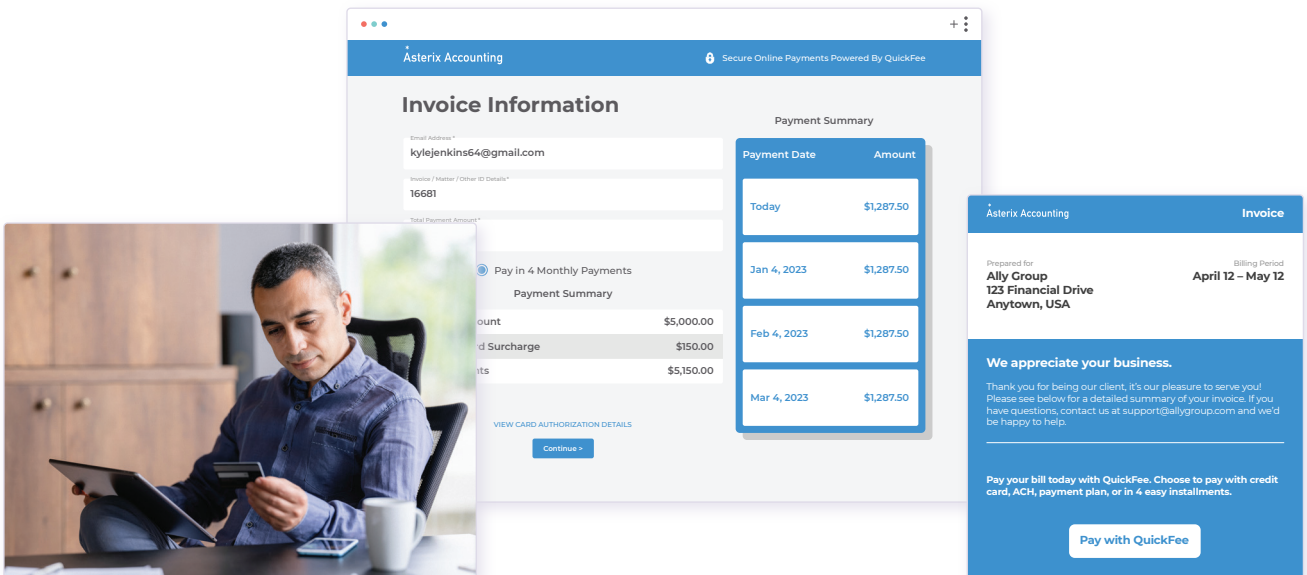 Asterix Accounting
Secure Online Payments Powered By QuickFee
Invoice Information
Email Address *
kylejenkins64@gmail.com
Invoice / Matter / Other ID Details *
16681
Total Payment Amount *
Pay in 4 Monthly Payments
Payment Summary
ount $5,000.00
rd Surcharge $150.00
nts $5,150.00
VIEW CARD AUTHORIZATION DETAILS
Continue >
Payment Summary
Payment Date Amount
Today $1,287.50
Jan 4, 2023 $1,287.50
Feb 4, 2023 $1,287.50
Mar 4, 2023 $1,287.50
Asterix Accounting
Invoice
Prepared for
Ally Group
123 Financial Drive
Anytown, USA
Billing Period
April 12 – May 12
We appreciate your business.
Thank you for being our client, it's our pleasure to serve you!
Please see below for a detailed summary of your invoice. If you
have questions, contact us at support@allygroup.com and we'd
be happy to help.
Pay your bill today with QuickFee. Choose to pay with credit
card, ACH, payment plan, or in 4 easy installments.
Pay with QuickFee